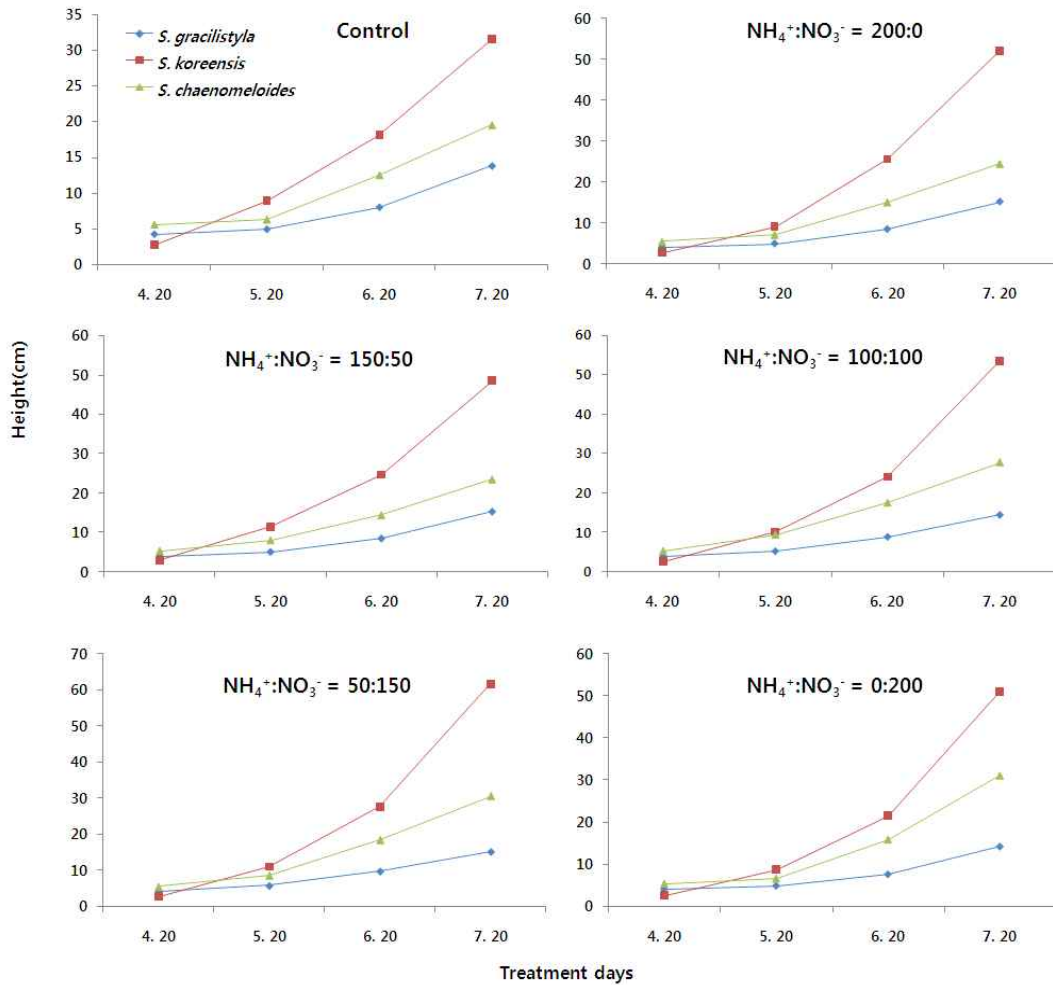 Control
S. gracilistyla
S. koreensis
S. chaenomeloides
35
30
25
20
15
10
5
0
4. 20 5. 20 6. 20 7. 20
NH₄⁺:NO₃⁻ = 200:0
60
50
40
30
20
10
0
4. 20 5. 20 6. 20 7. 20
Height(cm)
NH₄⁺:NO₃⁻ = 150:50
60
50
40
30
20
10
0
4. 20 5. 20 6. 20 7. 20
NH₄⁺:NO₃⁻ = 100:100
60
50
40
30
20
10
0
4. 20 5. 20 6. 20 7. 20
NH₄⁺:NO₃⁻ = 50:150
70
60
50
40
30
20
10
0
4. 20 5. 20 6. 20 7. 20
NH₄⁺:NO₃⁻ = 0:200
60
50
40
30
20
10
0
4. 20 5. 20 6. 20 7. 20
Treatment days